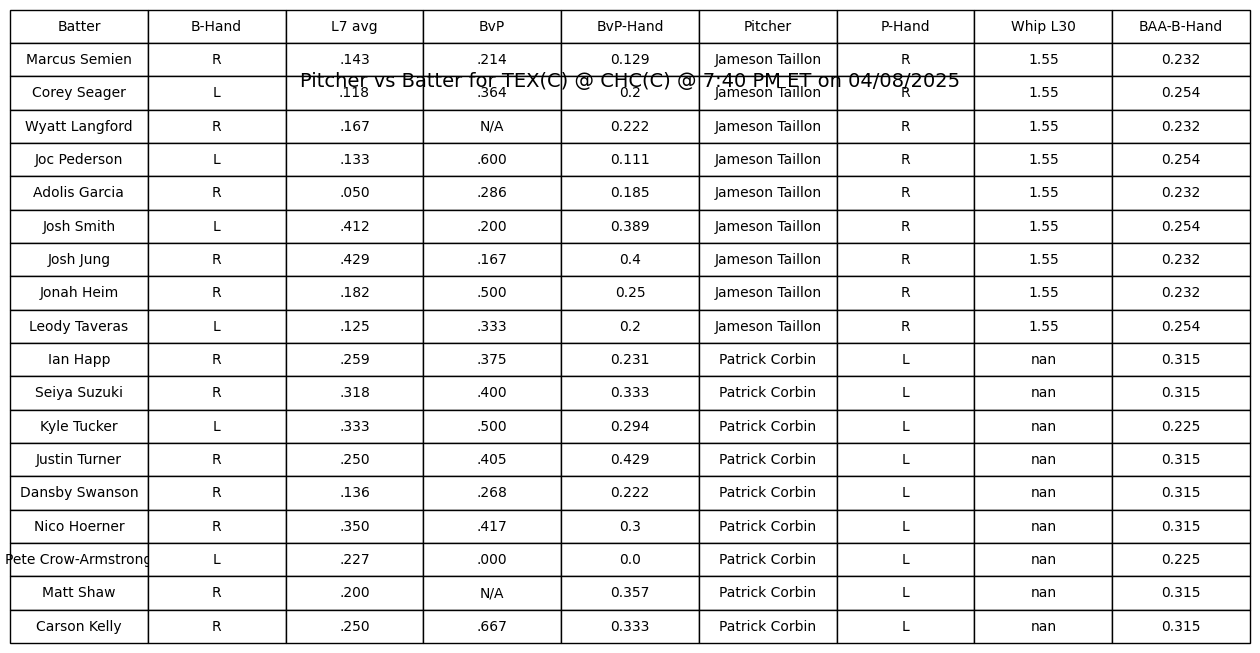 Batter B-Hand L7 avg BvP BvP-Hand Pitcher P-Hand Whip L30 BAA-B-Hand
Marcus Semien R .143 .214 0.129 Jameson Taillon R 1.55 0.232
Pitcher vs Batter for TEX(C) @ CHC(C) @ 7:40 PM ET on 04/08/2025
Corey Seager L .118 .364 0.2 Jameson Taillon R 1.55 0.254
Wyatt Langford R .167 N/A 0.222 Jameson Taillon R 1.55 0.232
Joc Pederson L .133 .600 0.111 Jameson Taillon R 1.55 0.254
Adolis Garcia R .050 .286 0.185 Jameson Taillon R 1.55 0.232
Josh Smith L .412 .200 0.389 Jameson Taillon R 1.55 0.254
Josh Jung R .429 .167 0.4 Jameson Taillon R 1.55 0.232
Jonah Heim R .182 .500 0.25 Jameson Taillon R 1.55 0.232
Leody Taveras L .125 .333 0.2 Jameson Taillon R 1.55 0.254
Ian Happ R .259 .375 0.231 Patrick Corbin L nan 0.315
Seiya Suzuki R .318 .400 0.333 Patrick Corbin L nan 0.315
Kyle Tucker L .333 .500 0.294 Patrick Corbin L nan 0.225
Justin Turner R .250 .405 0.429 Patrick Corbin L nan 0.315
Dansby Swanson R .136 .268 0.222 Patrick Corbin L nan 0.315
Nico Hoerner R .350 .417 0.3 Patrick Corbin L nan 0.315
Pete Crow-Armstrong L .227 .000 0.0 Patrick Corbin L nan 0.225
Matt Shaw R .200 N/A 0.357 Patrick Corbin L nan 0.315
Carson Kelly R .250 .667 0.333 Patrick Corbin L nan 0.315